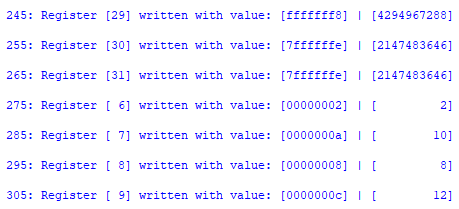 245: Register [29] written with value: [fffffff8] | [4294967288]
255: Register [30] written with value: [7ffffffe] | [2147483646]
265: Register [31] written with value: [7ffffffe] | [2147483646]
275: Register [ 6] written with value: [00000002] | [         2]
285: Register [ 7] written with value: [0000000a] | [        10]
295: Register [ 8] written with value: [00000008] | [         8]
305: Register [ 9] written with value: [0000000c] | [        12]